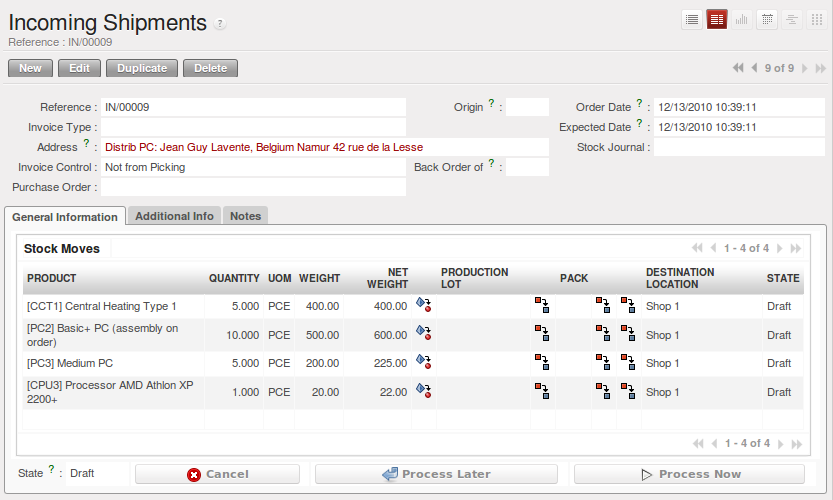 Incoming Shipments ?
Reference : IN/00009
New Edit Duplicate Delete 9 of 9
Reference : IN/00009 Origin ? : Order Date ? : 12/13/2010 10:39:11
Invoice Type : Expected Date ? : 12/13/2010 10:39:11
Address ? : Distrib PC: Jean Guy Lavente, Belgium Namur 42 rue de la Lesse Stock Journal :
Invoice Control : Not from Picking Back Order of ? :
Purchase Order :
General Information Additional Info Notes
Stock Moves 1 - 4 of 4
PRODUCT QUANTITY UOM WEIGHT NET WEIGHT PRODUCTION LOT PACK DESTINATION LOCATION STATE
[CCT1] Central Heating Type 1 5.000 PCE 400.00 400.00 Shop 1 Draft
[PC2] Basic+ PC (assembly on order) 10.000 PCE 500.00 600.00 Shop 1 Draft
[PC3] Medium PC 5.000 PCE 200.00 225.00 Shop 1 Draft
[CPU3] Processor AMD Athlon XP 2200+ 1.000 PCE 20.00 22.00 Shop 1 Draft
1 - 4 of 4
State ? : Draft Cancel Process Later Process Now